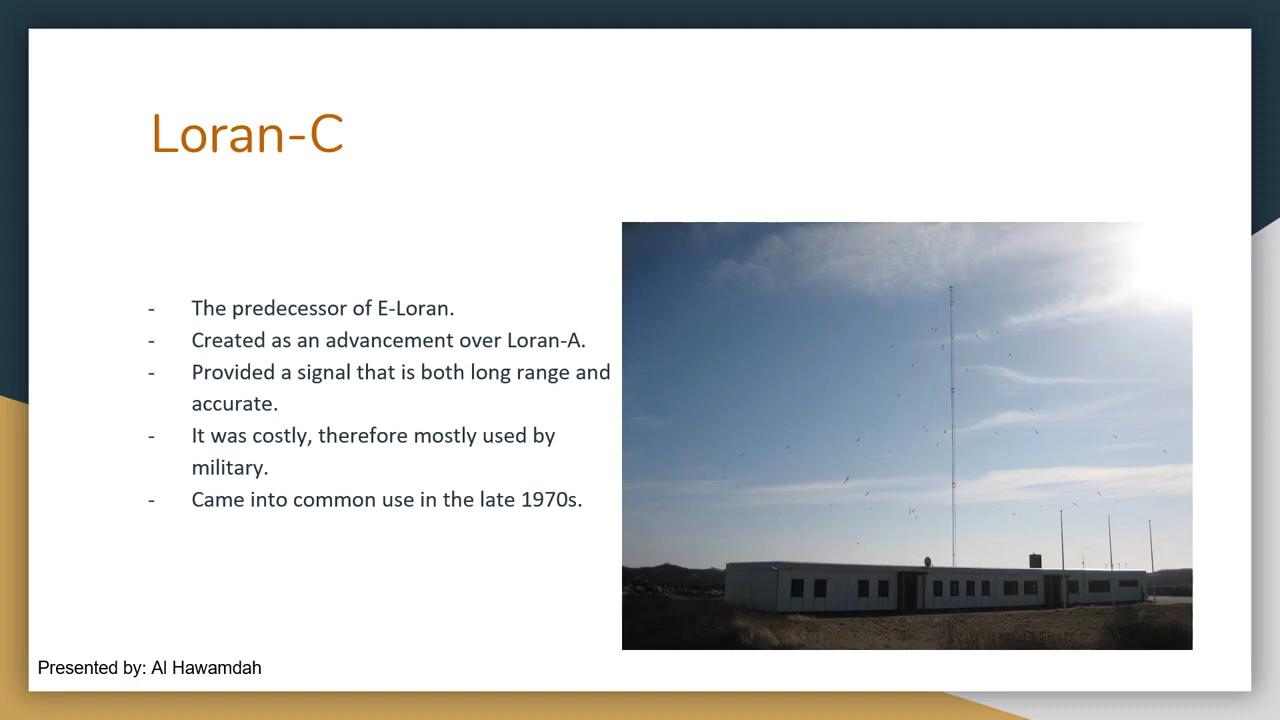 Loran-C
- The predecessor of E-Loran.
- Created as an advancement over Loran-A.
- Provided a signal that is both long range and
accurate.
- It was costly, therefore mostly used by
military.
- Came into common use in the late 1970s.
Presented by: Al Hawamdah